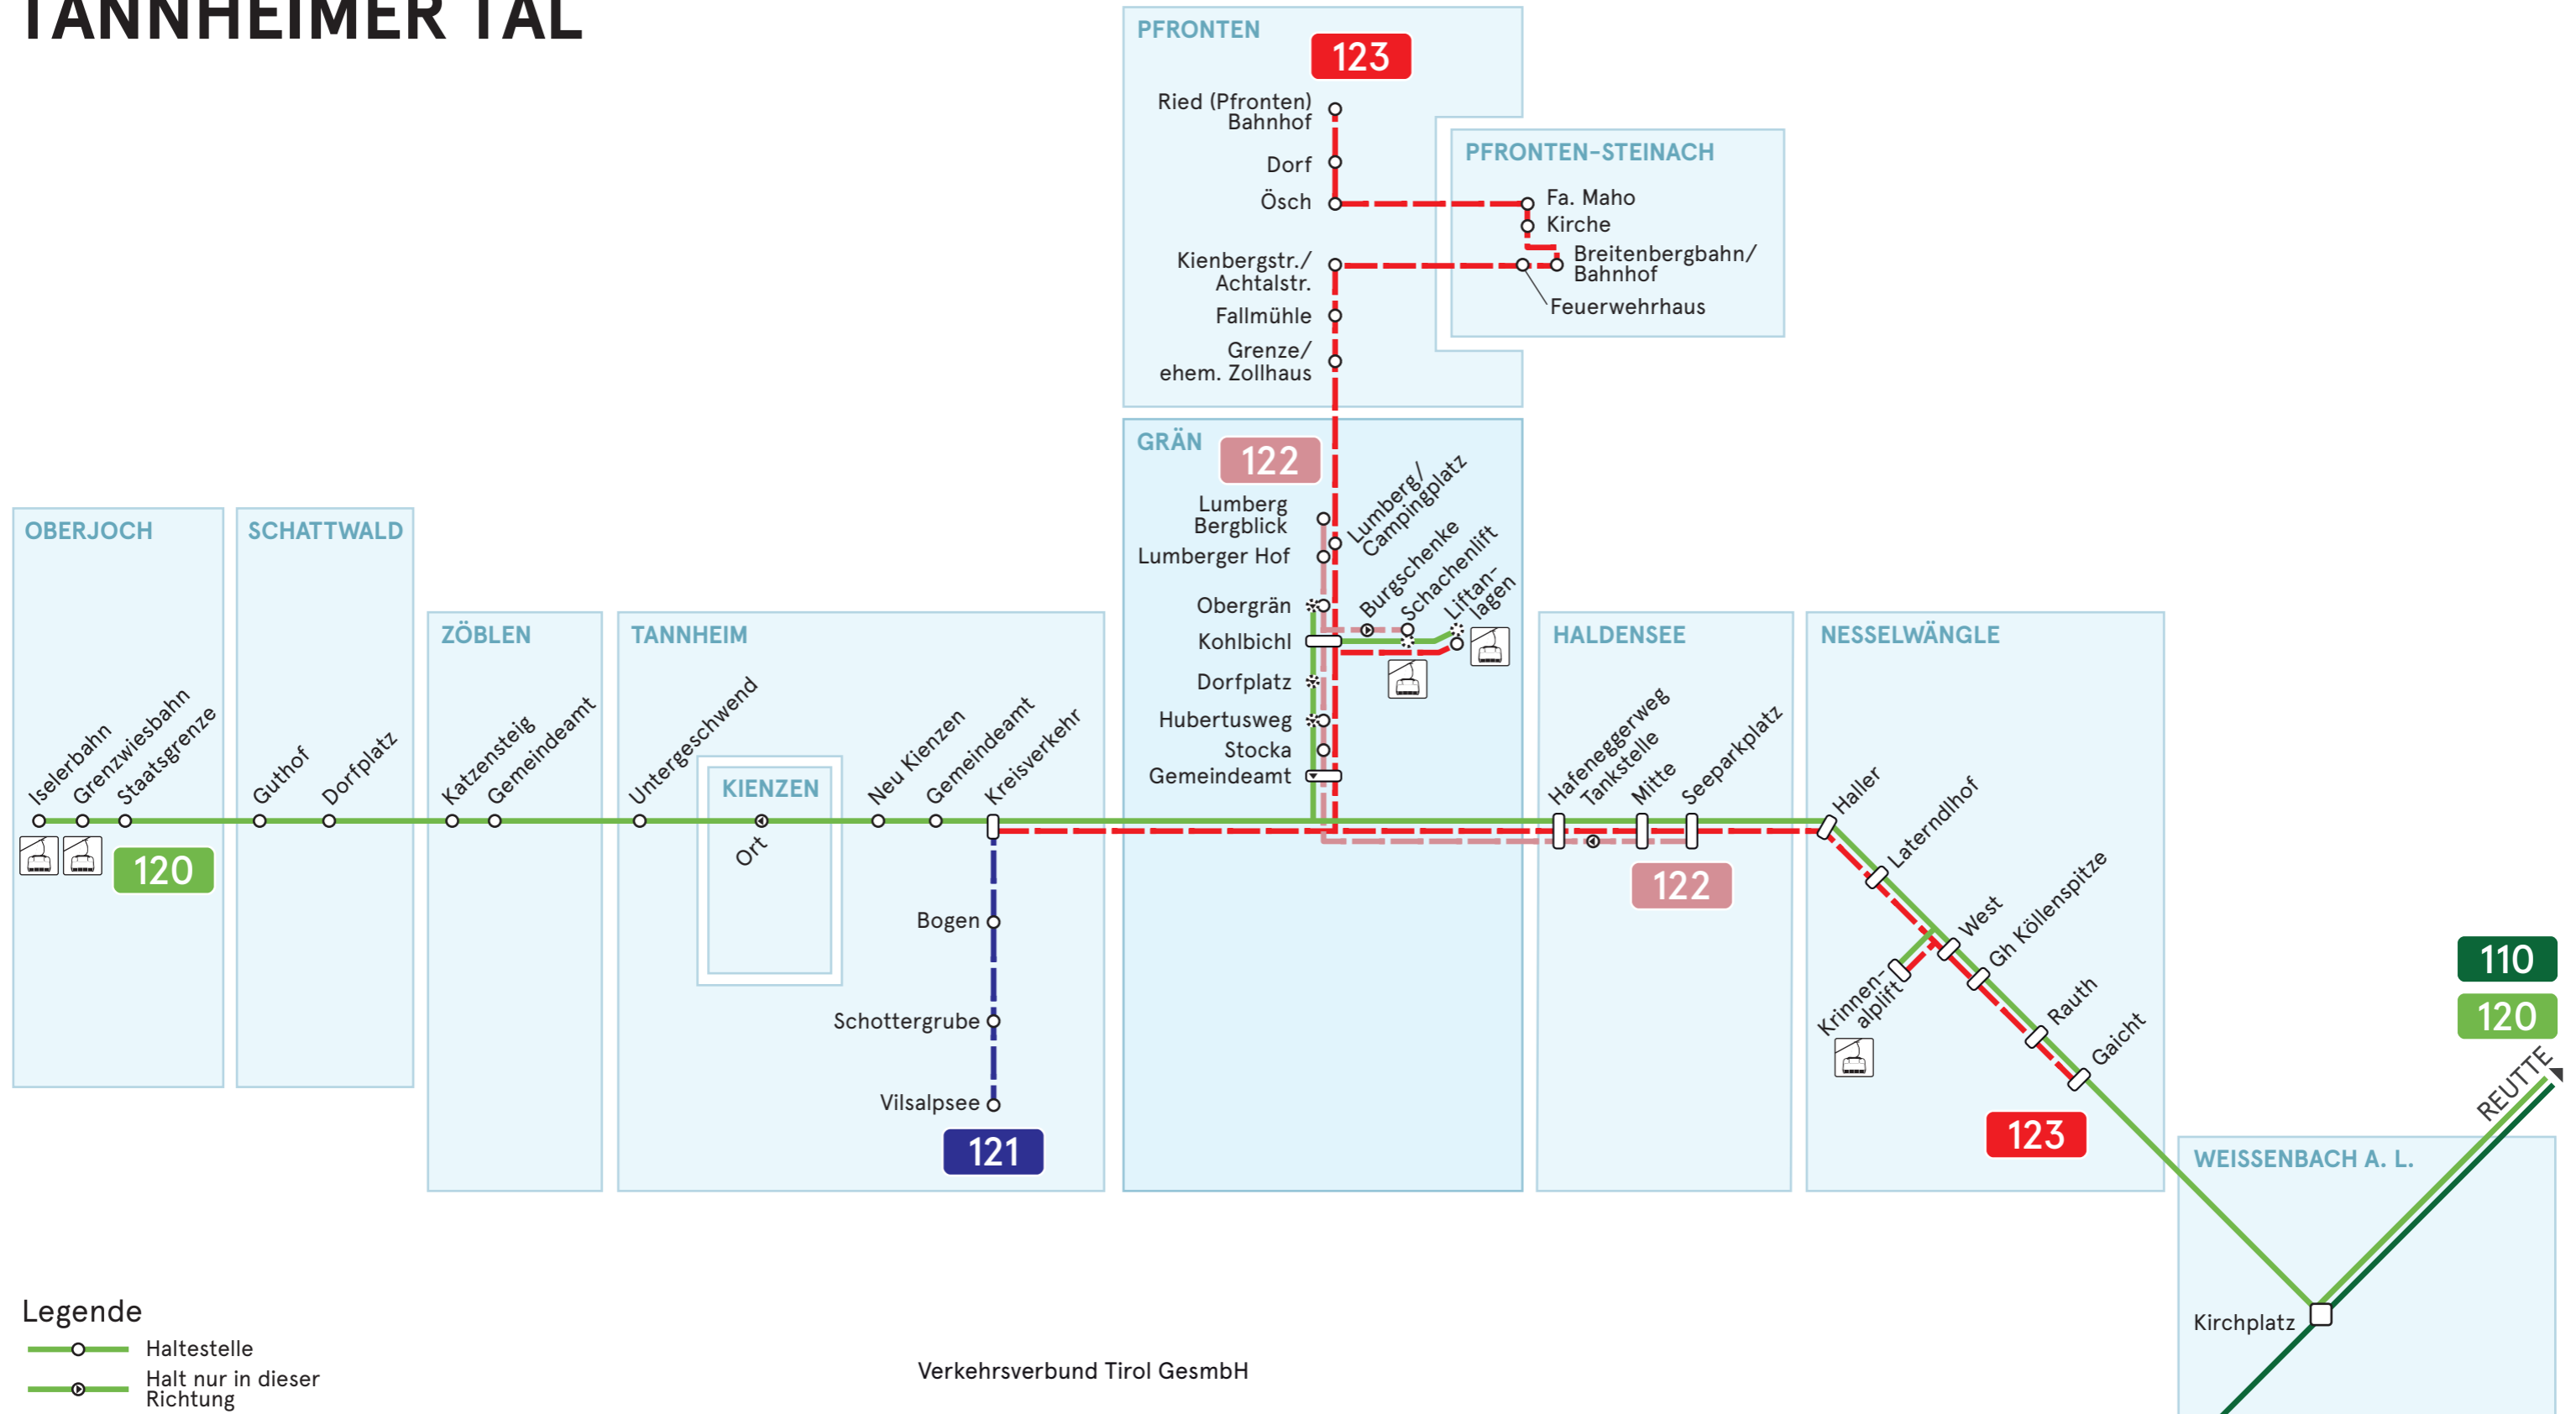 TANNHEIMER TAL
PFRONTEN
123
Ried (Pfronten)
Bahnhof
Dorf
Ösch
PFRONTEN-STEINACH
Fa. Maho
Kirche
Breitenbergbahn/
Bahnhof
Feuerwehrhaus
Kienbergstr./
Achtalstr.
Fallmühle
Grenze/
ehem. Zollhaus
GRÄN
122
Lumberg
Bergblick
Lumberger Hof
Lumberg/
Campingplatz
Burgschenke
Schachenlift
Liftan-
lagen
Obergrän
Kohlbichl
Dorfplatz
Hubertusweg
Stocka
Gemeindeamt
OBERJOCH
Iselerbahn
Grenzwiesbahn
Staatsgrenze
120
SCHATTWALD
Guthof
Dorfplatz
ZÖBLEN
Katzensteig
Gemeindeamt
TANNHEIM
Untergeschwend
KIENZEN
Ort
Neu Kienzen
Gemeindeamt
Kreisverkehr
Bogen
Schottergrube
Vilsalpsee
121
HALDENSEE
Hafeneggerweg
Tankstelle
Mitte
Seeparkplatz
122
NESSELWÄNGLE
Haller
Laterndlhof
West
Gh Köllenspitze
Krinnen-
alplift
Rauth
Gaicht
123
110
120
REUTTE
WEISSENBACH A. L.
Kirchplatz
Legende
Haltestelle
Halt nur in dieser
Richtung
Verkehrsverbund Tirol GesmbH